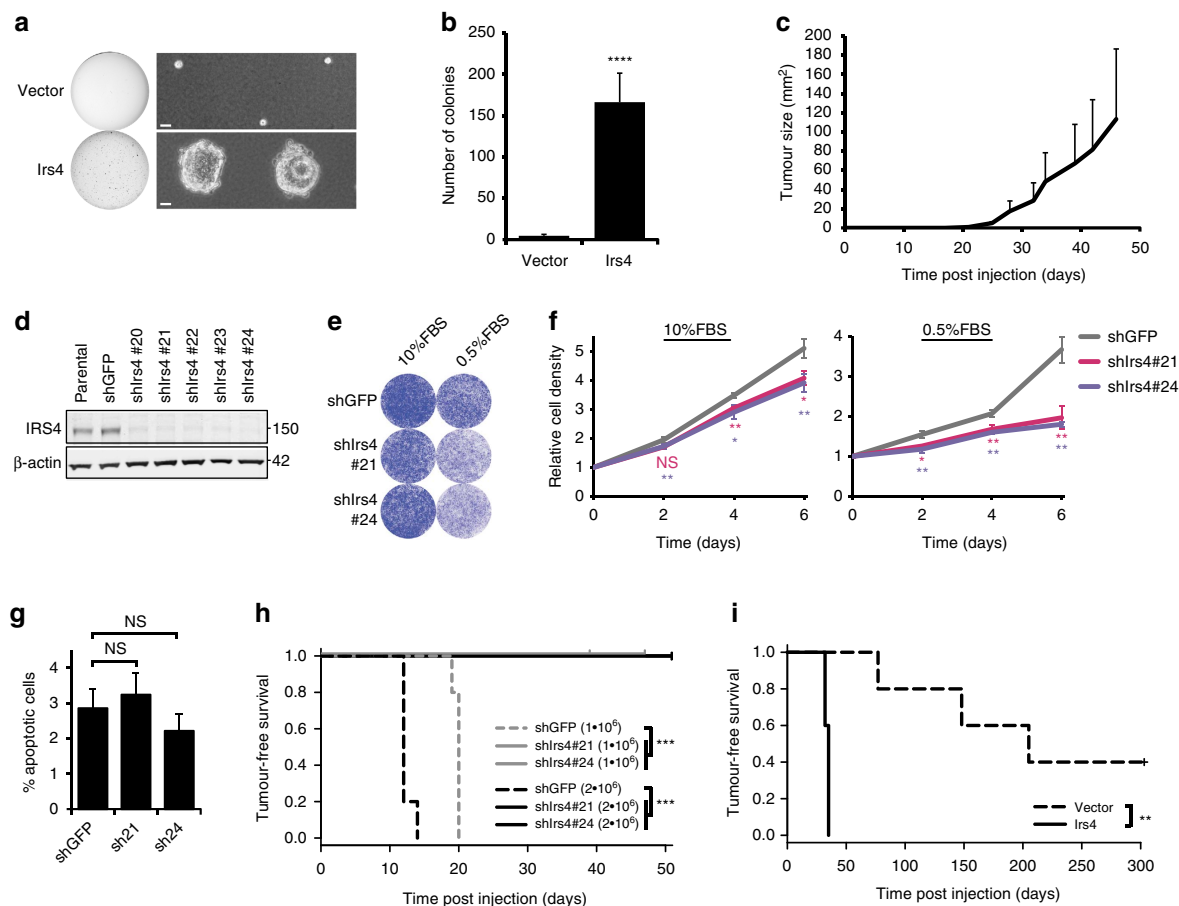 a
Vector
Irs4
b
Number of colonies
250
200
150
100
50
0
****
Vector
Irs4
c
Tumour size (mm²)
200
180
160
140
120
100
80
60
40
20
0
0
10
20
30
40
50
Time post injection (days)
d
Parental
shGFP
shIrs4 #20
shIrs4 #21
shIrs4 #22
shIrs4 #23
shIrs4 #24
IRS4
150
β-actin
42
e
10%FBS
0.5%FBS
shGFP
shIrs4
#21
shIrs4
#24
f
Relative cell density
10%FBS
5
4
3
2
1
0
NS
**
**
*
*
**
0
2
4
6
Time (days)
0.5%FBS
4
3
2
1
0
*
**
**
**
**
**
0
2
4
6
Time (days)
shGFP
shIrs4#21
shIrs4#24
g
% apoptotic cells
4
3
2
1
0
NS
NS
shGFP
sh21
sh24
h
Tumour-free survival
1.0
0.8
0.6
0.4
0.2
0.0
shGFP (1•10⁶)
shIrs4#21 (1•10⁶)
shIrs4#24 (1•10⁶)
***
shGFP (2•10⁶)
shIrs4#21 (2•10⁶)
shIrs4#24 (2•10⁶)
***
0
10
20
30
40
50
Time post injection (days)
i
Tumour-free survival
1.0
0.8
0.6
0.4
0.2
0.0
Vector
Irs4
**
0
50
100
150
200
250
300
Time post injection (days)